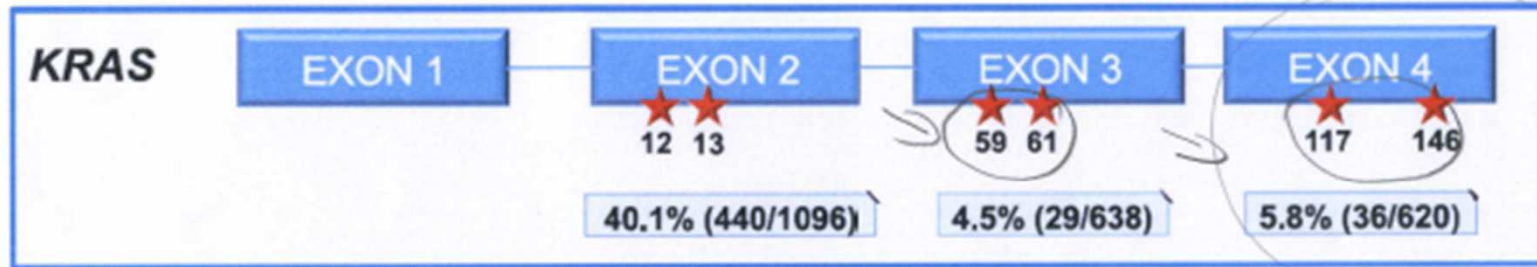 KRAS EXON 1 EXON 2 EXON 3 EXON 4
12 13 59 61 117 146
40.1% (440/1096) 4.5% (29/638) 5.8% (36/620)